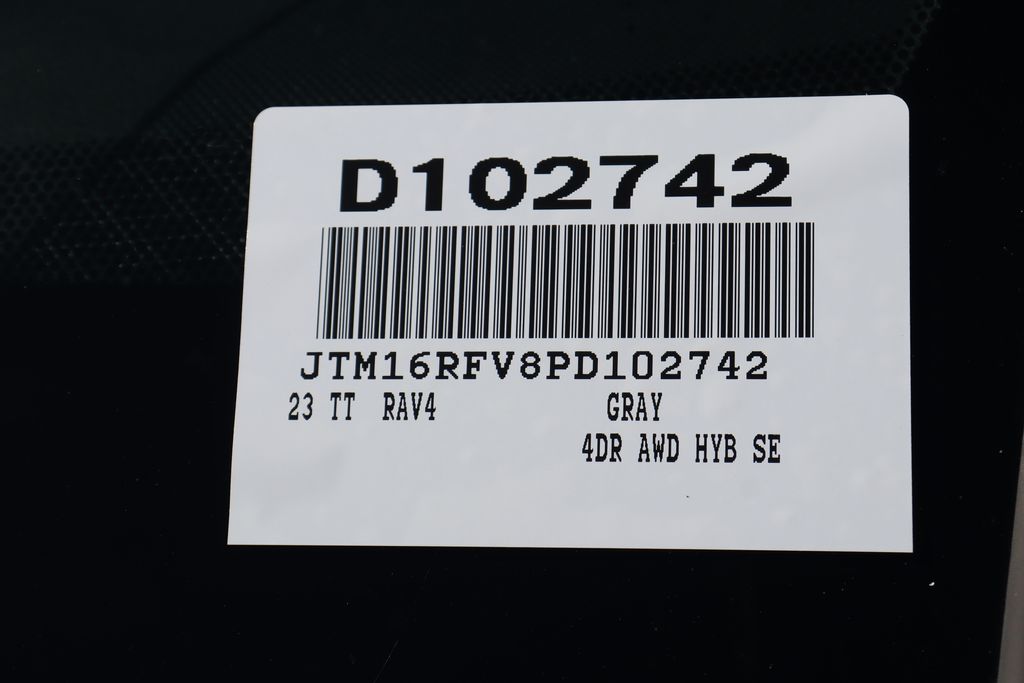 D102742
JTM16RFV8PD102742
23 TT RAV4 GRAY
4DR AWD HYB SE